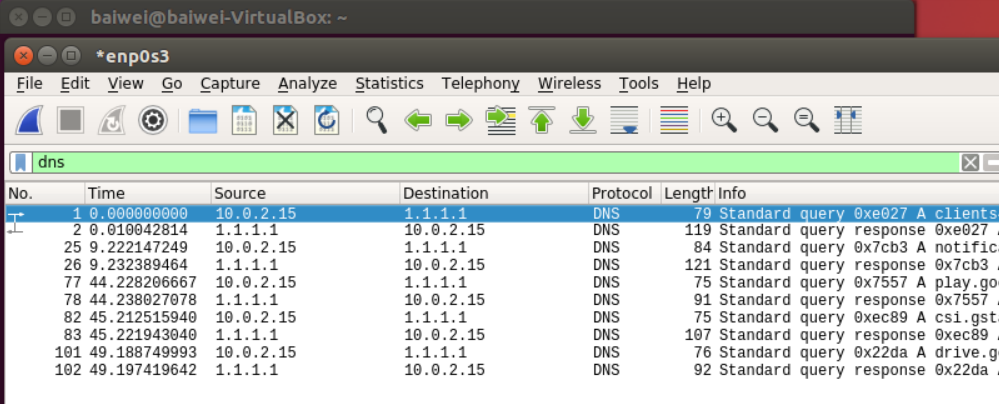 baiwei@baiwei-VirtualBox: ~
*enp0s3
File Edit View Go Capture Analyze Statistics Telephony Wireless Tools Help
dns
No. Time Source Destination Protocol Length Info
1 0.000000000 10.0.2.15 1.1.1.1 DNS 79 Standard query 0xe027 A clients
2 0.010042814 1.1.1.1 10.0.2.15 DNS 119 Standard query response 0xe027 A
25 9.222147249 10.0.2.15 1.1.1.1 DNS 84 Standard query 0x7cb3 A notific
26 9.232389464 1.1.1.1 10.0.2.15 DNS 121 Standard query response 0x7cb3
77 44.228206667 10.0.2.15 1.1.1.1 DNS 75 Standard query 0x7557 A play.go
78 44.238027078 1.1.1.1 10.0.2.15 DNS 91 Standard query response 0x7557
82 45.212515940 10.0.2.15 1.1.1.1 DNS 75 Standard query 0xec89 A csi.gst
83 45.221943040 1.1.1.1 10.0.2.15 DNS 107 Standard query response 0xec89
101 49.188749993 10.0.2.15 1.1.1.1 DNS 76 Standard query 0x22da A drive.g
102 49.197419642 1.1.1.1 10.0.2.15 DNS 92 Standard query response 0x22da